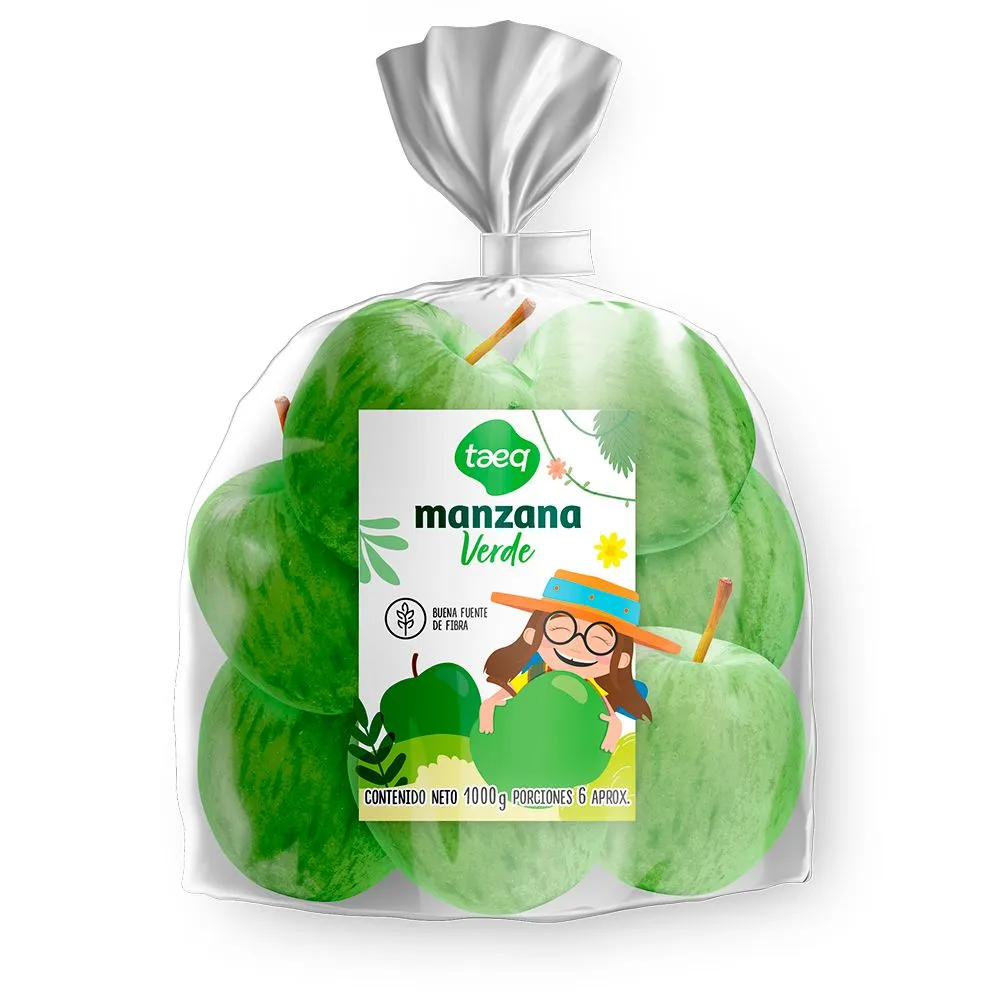 taeq
manzana
Verde
BUENA FUENTE
DE FIBRA
CONTENIDO NETO 1000g PORCIONES 6 APROX.